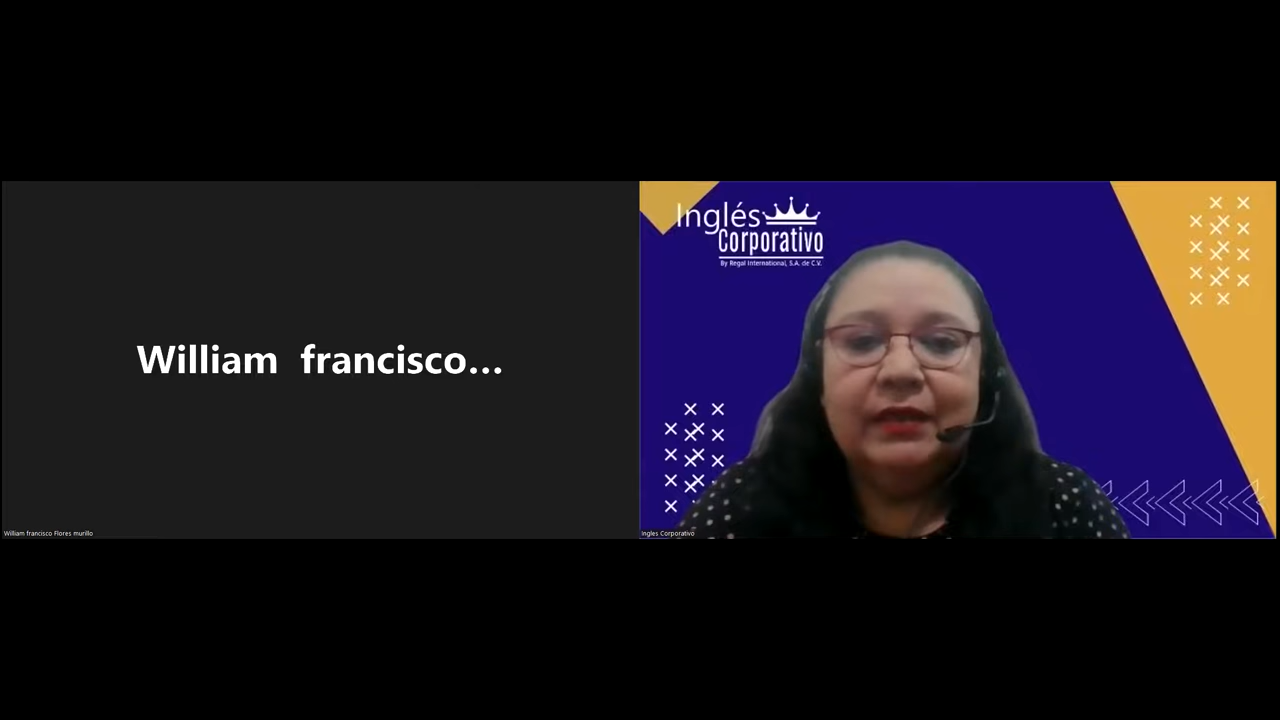 William francisco...
William francisco Flores murillo
Inglés
Corporativo
By Regal International, S.A. de C.V.
Ingles Corporativo